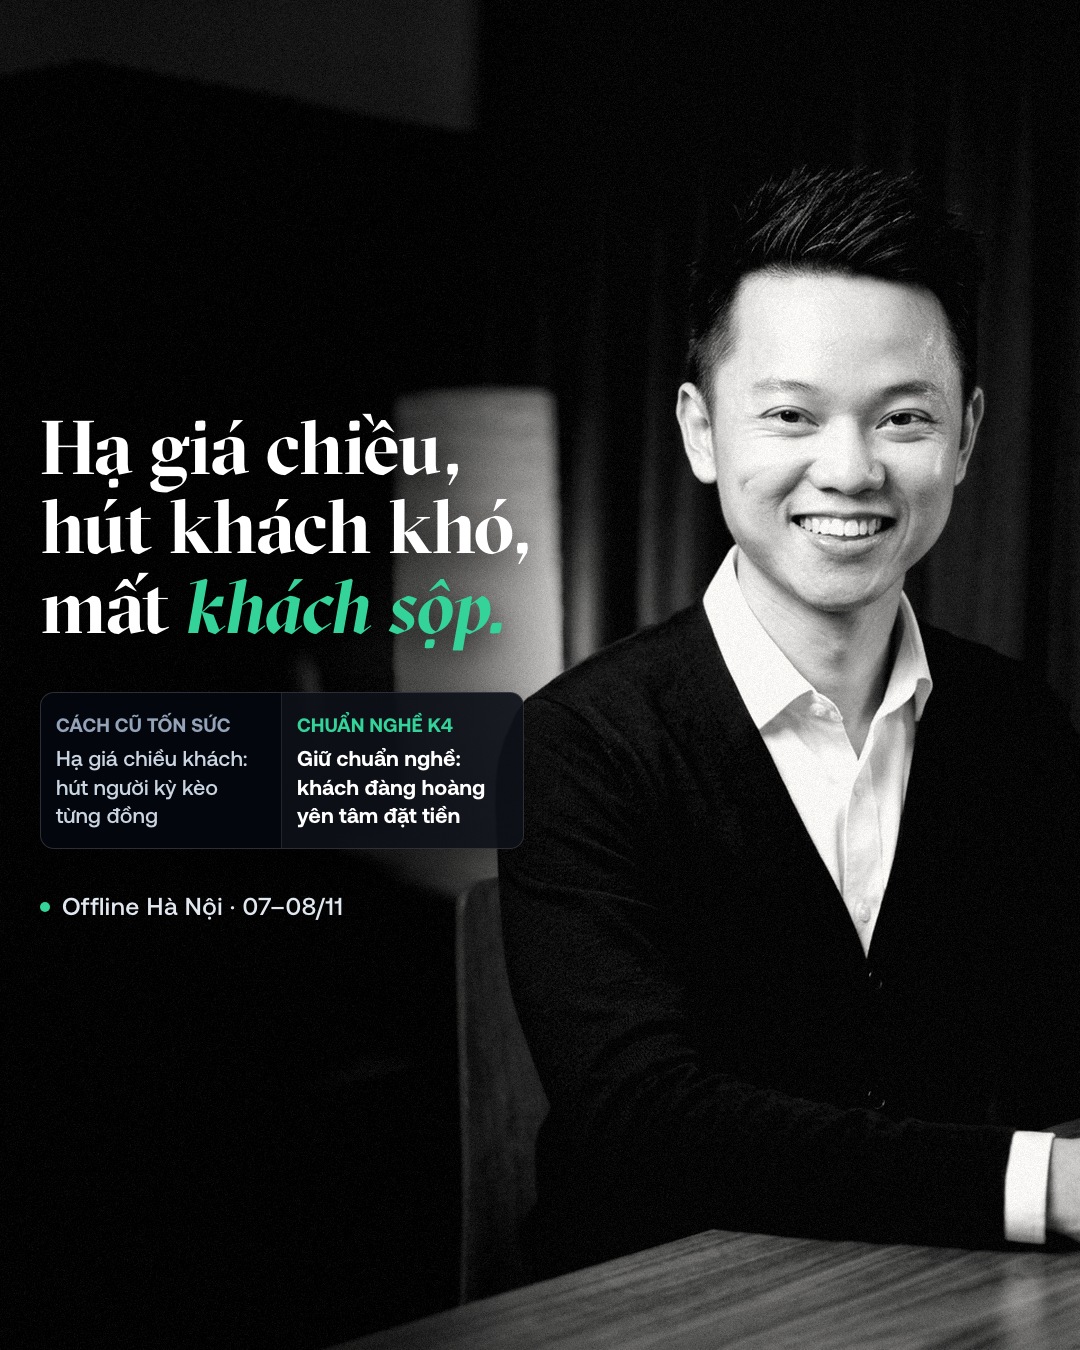 Hạ giá chiều,
hút khách khó,
mất khách sộp.
CÁCH CŨ TỐN SỨC
Hạ giá chiều khách:
hút người kỳ kèo
từng đồng
CHUẨN NGHỀ K4
Giữ chuẩn nghề:
khách đàng hoàng
yên tâm đặt tiền
Offline Hà Nội · 07–08/11